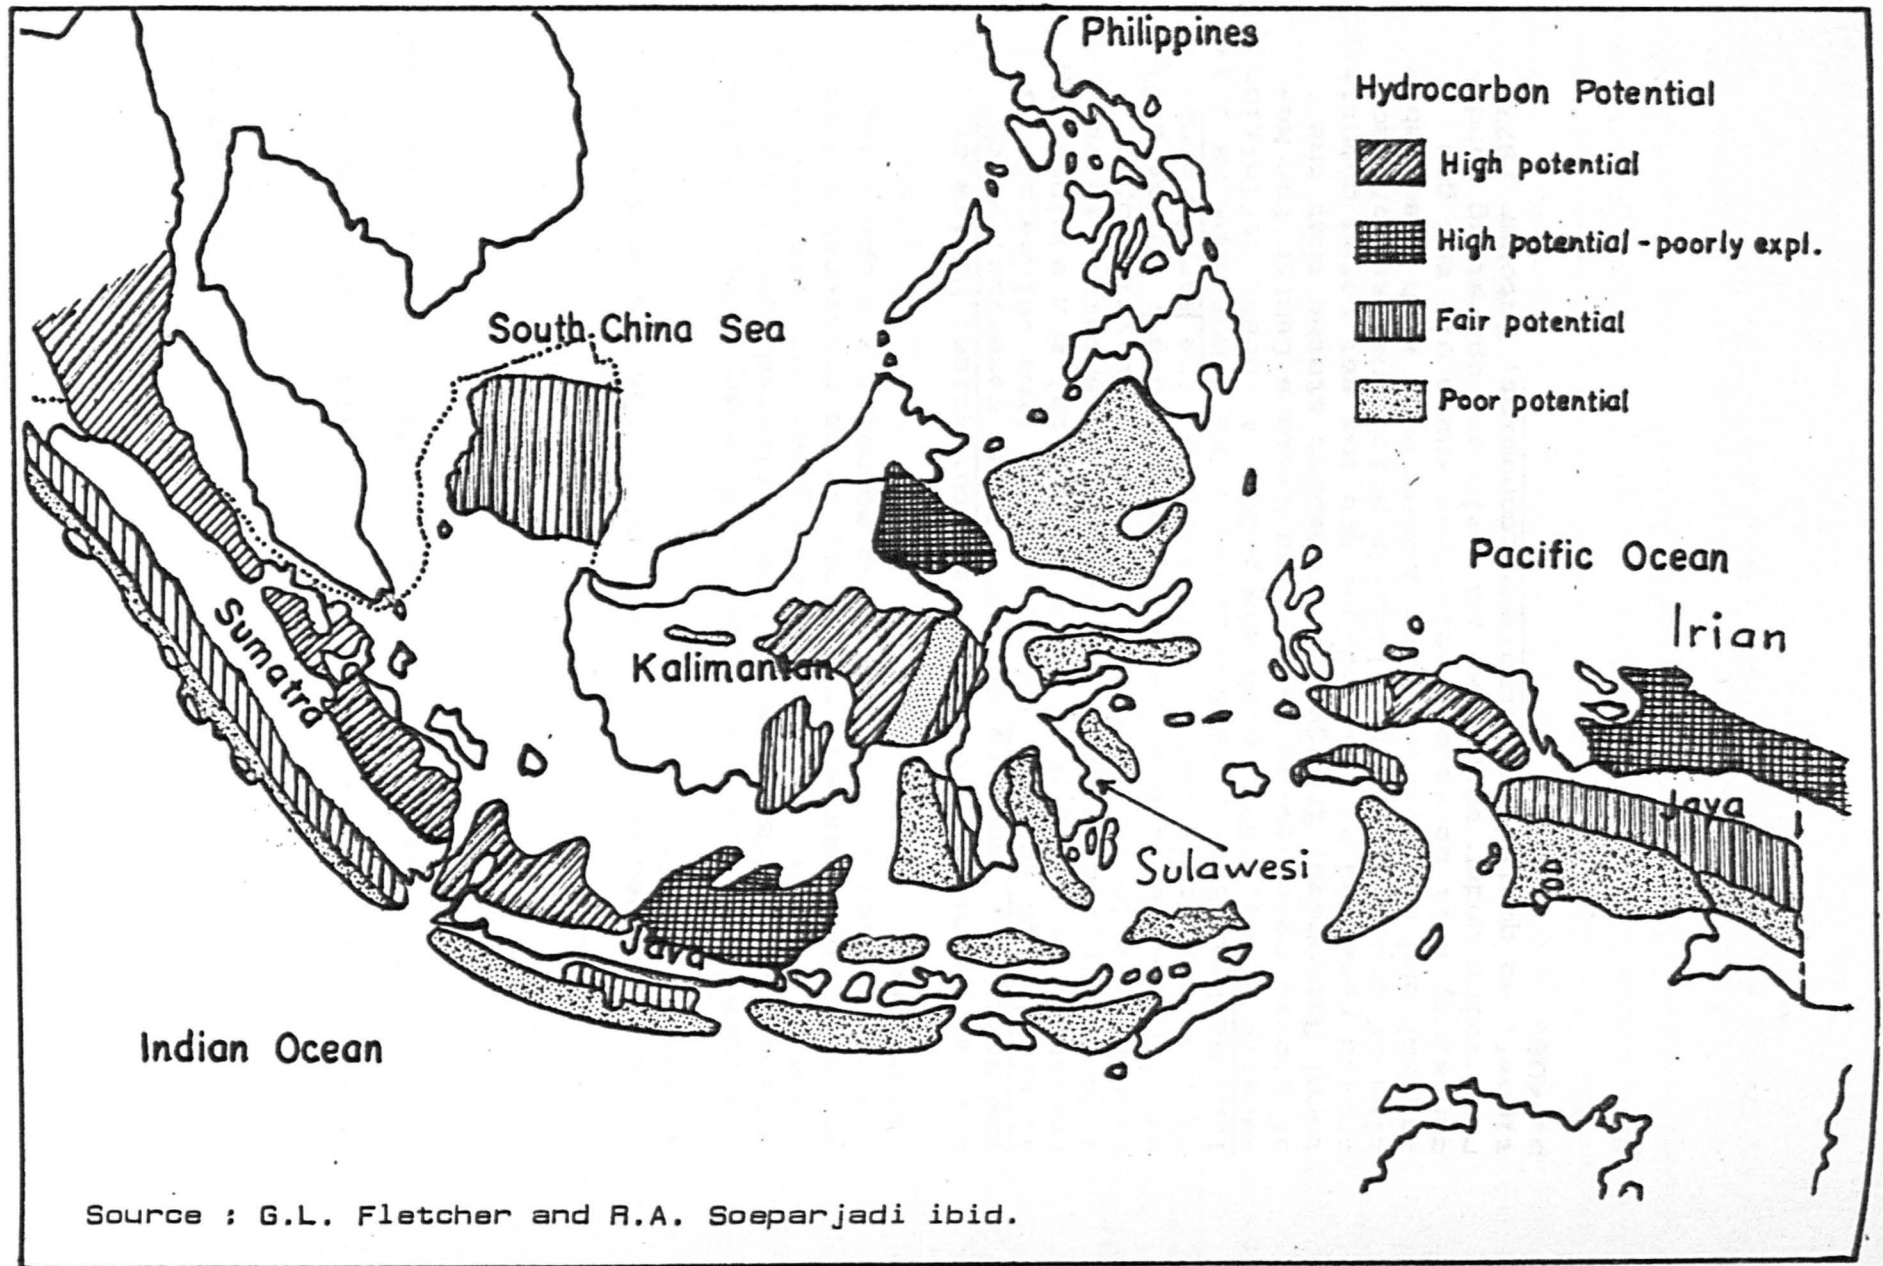 Philippines
Hydrocarbon Potential
High potential
High potential - poorly expl.
Fair potential
Poor potential
South China Sea
Pacific Ocean
Irian
Sumatra
Kalimantan
Java
Sulawesi
Java
Indian Ocean
Source : G.L. Fletcher and R.A. Soeparjadi ibid.